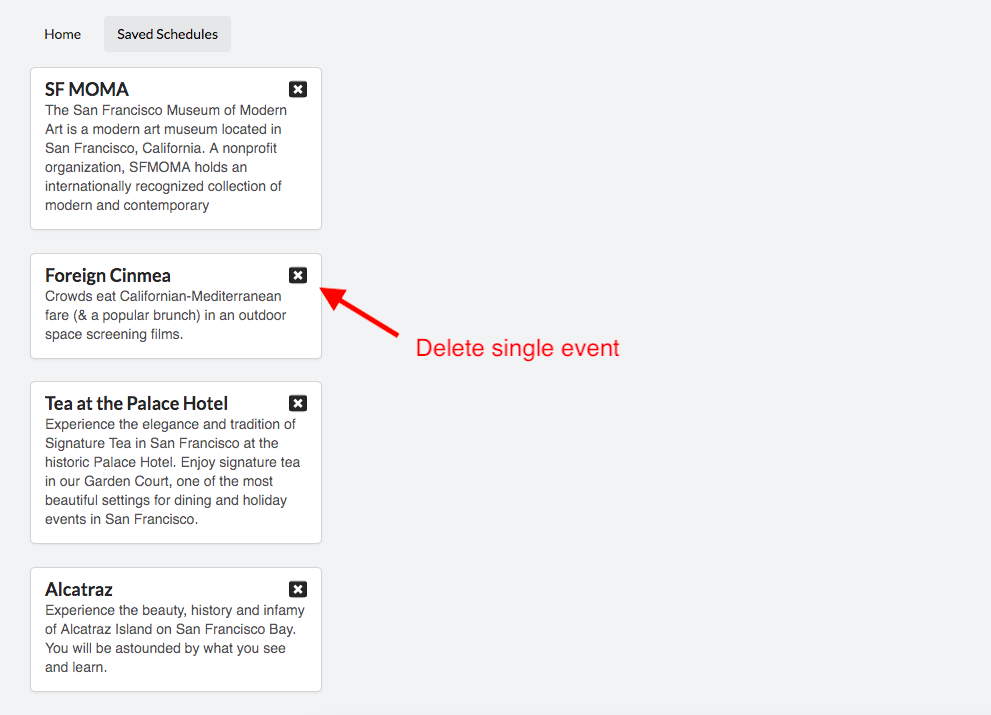 Home
Saved Schedules
SF MOMA
The San Francisco Museum of Modern
Art is a modern art museum located in
San Francisco, California. A nonprofit
organization, SFMOMA holds an
internationally recognized collection of
modern and contemporary
Foreign Cinmea
Crowds eat Californian-Mediterranean
fare (& a popular brunch) in an outdoor
space screening films.
Delete single event
Tea at the Palace Hotel
Experience the elegance and tradition of
Signature Tea in San Francisco at the
historic Palace Hotel. Enjoy signature tea
in our Garden Court, one of the most
beautiful settings for dining and holiday
events in San Francisco.
Alcatraz
Experience the beauty, history and infamy
of Alcatraz Island on San Francisco Bay.
You will be astounded by what you see
and learn.